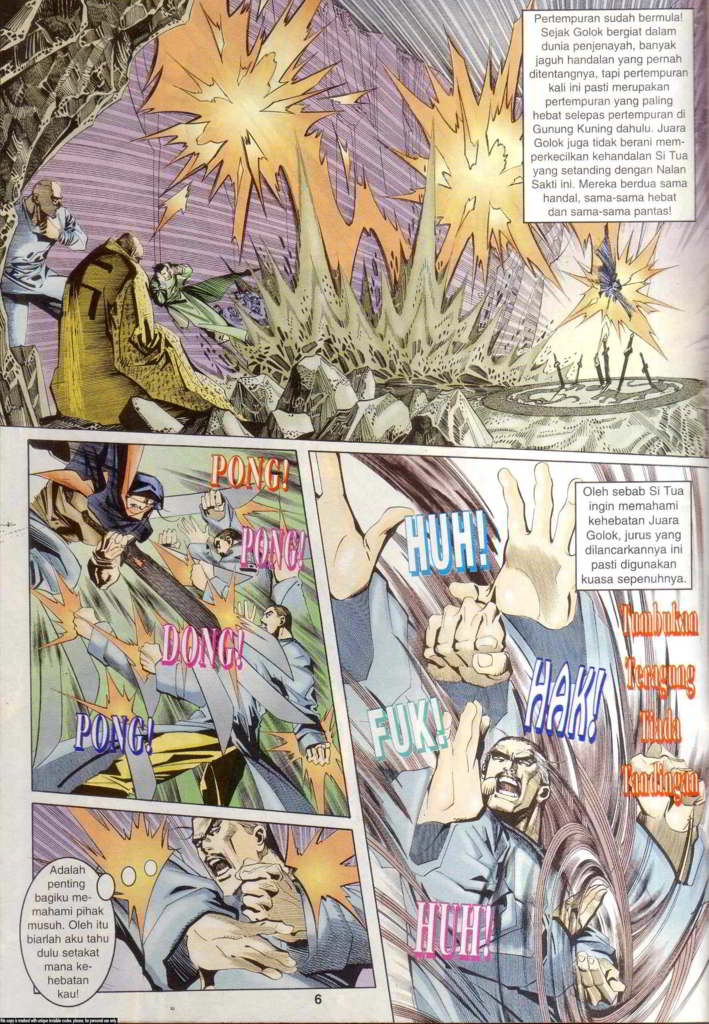 Pertempuran sudah bermula!
Sejak Golok bergiat dalam
dunia penjenayah, banyak
jaguh handalan yang pernah
ditentangnya, tapi pertempuran
kali ini pasti merupakan
pertempuran yang paling
hebat selepas pertempuran di
Gunung Kuning dahulu. Juara
Golok juga tidak berani mem-
perkecilkan kehandalan Si Tua
yang setanding dengan Nalan
Sakti ini. Mereka berdua sama
handal, sama-sama hebat
dan sama-sama pantas!
PONG!
PONG!
DONG!
PONG!
HUH!
Oleh sebab Si Tua
ingin memahami
kehebatan Juara
Golok, jurus yang
dilancarkannya ini
pasti digunakan
kuasa sepenuhnya.
Tumbukan
Teragung
Tiada
Tandingan
HAK!
FUK!
HUH!
Adalah
penting
bagiku me-
mahami pihak
musuh. Oleh itu
biarlah aku tahu
dulu setakat
mana ke-
hebatan
kau!
6